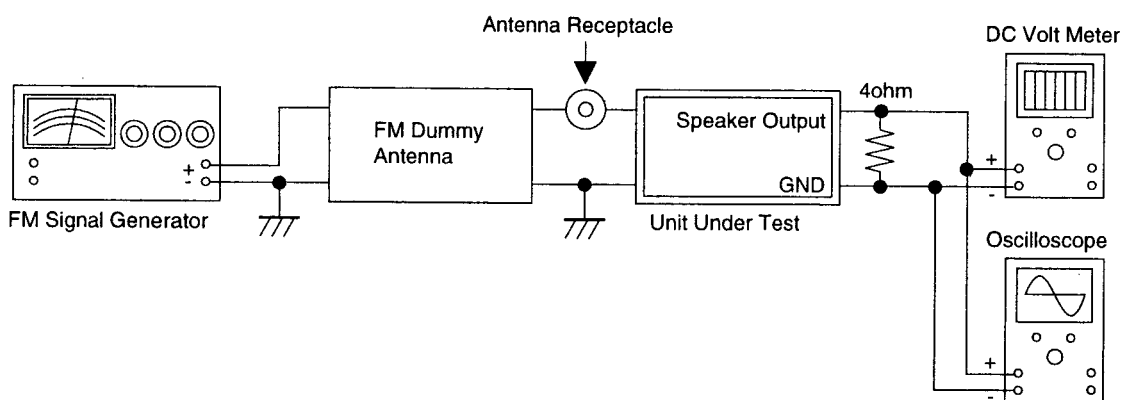 Antenna Receptacle
DC Volt Meter
4ohm
FM Dummy
Antenna
Speaker Output
GND
+
-
+
-
FM Signal Generator
Unit Under Test
Oscilloscope
+
-